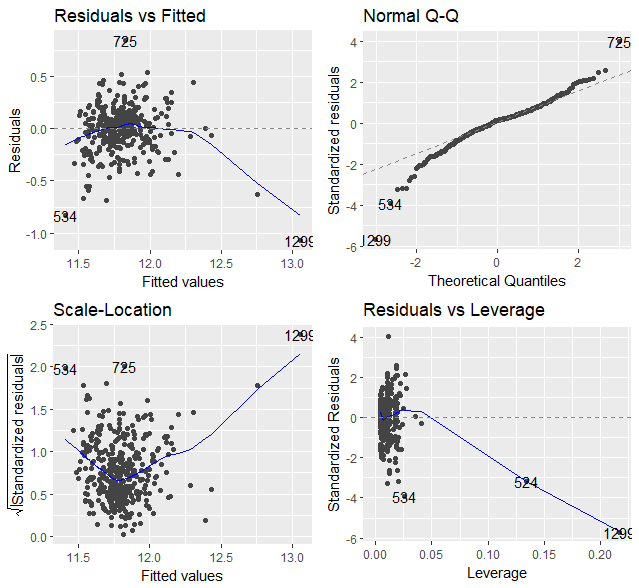 Residuals vs Fitted
Residuals
0.5
0.0
-0.5
-1.0
725
534
1299
11.5 12.0 12.5 13.0
Fitted values
Normal Q-Q
Standardized residuals
4
2
0
-2
-4
-6
725
534
1299
-2 0 2
Theoretical Quantiles
Scale-Location
√|Standardized residuals|
2.5
2.0
1.5
1.0
0.5
0.0
1299
534
725
11.5 12.0 12.5 13.0
Fitted values
Residuals vs Leverage
Standardized Residuals
4
2
0
-2
-4
-6
524
534
1299
0.00 0.05 0.10 0.15 0.20
Leverage